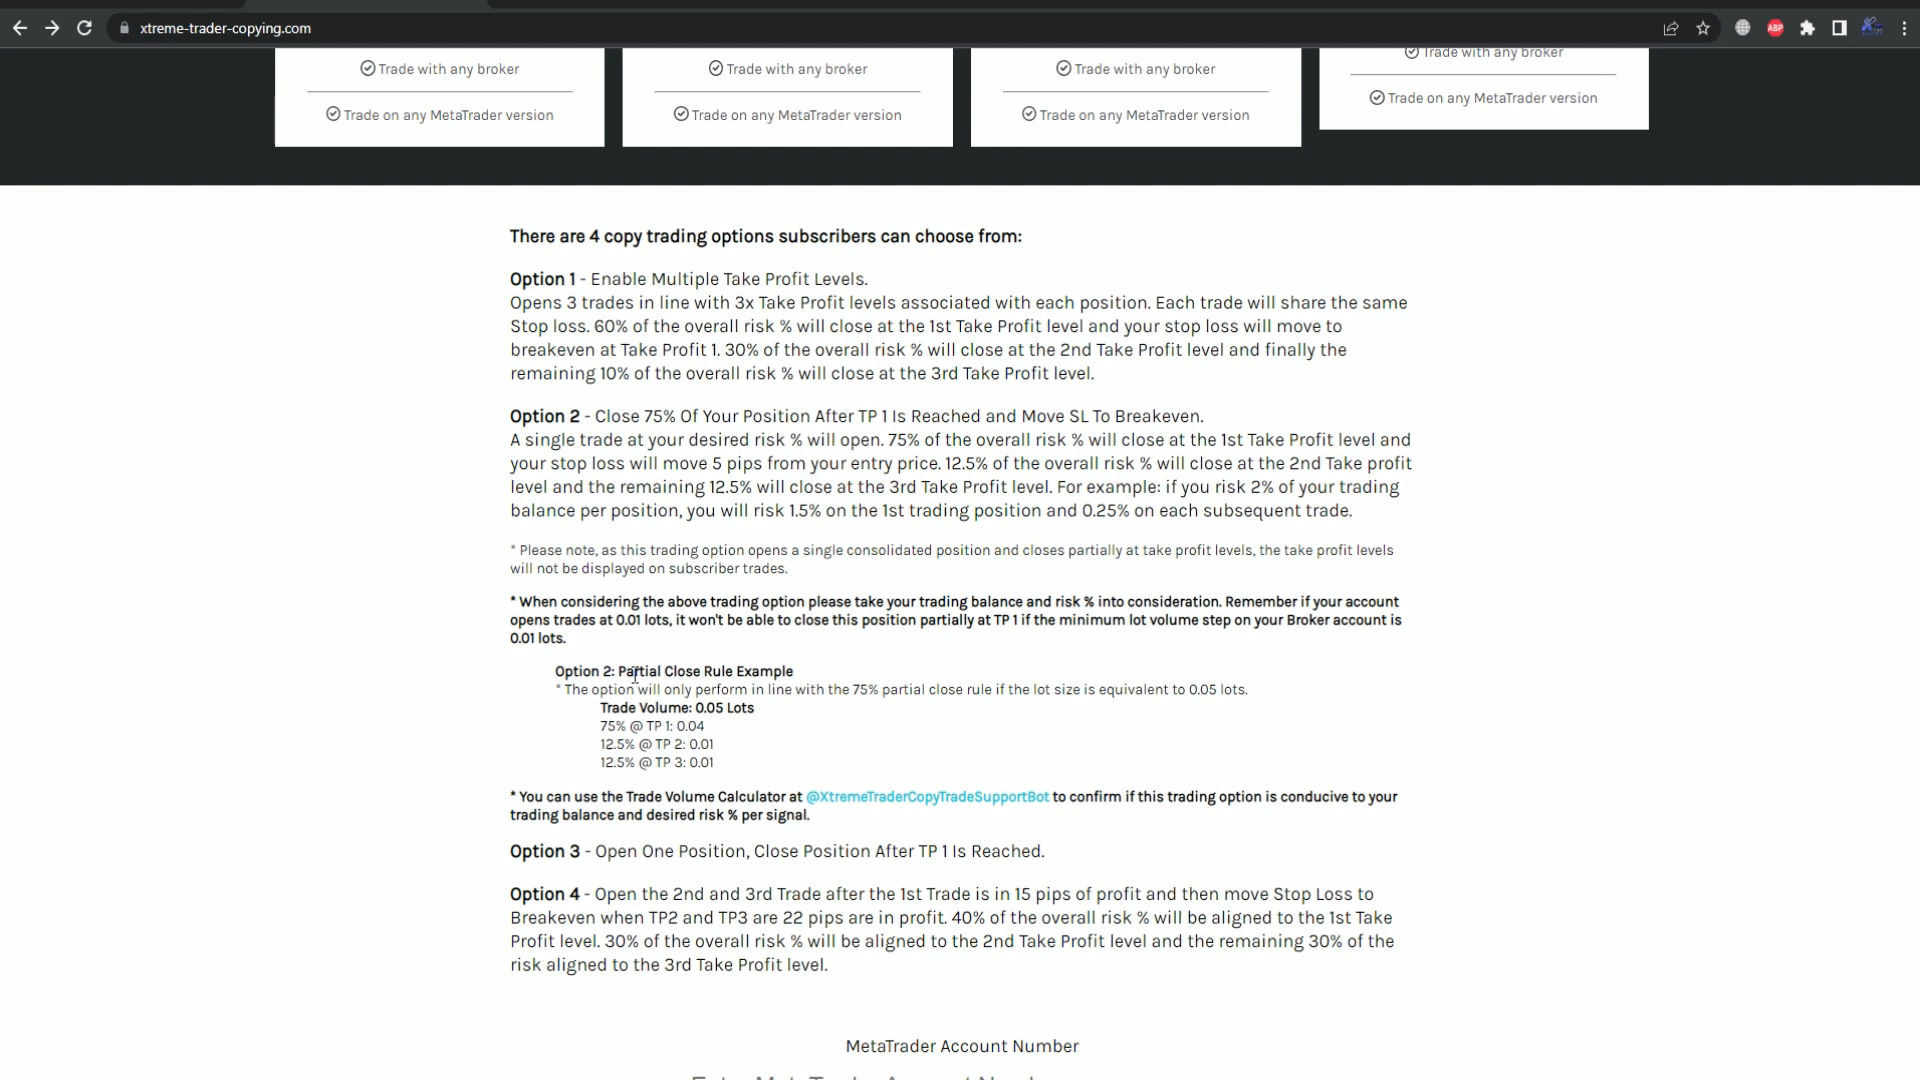 xtreme-trader-copying.com
ABP
Trade with any broker
Trade with any broker
Trade with any broker
Trade with any broker
Trade on any MetaTrader version
Trade on any MetaTrader version
Trade on any MetaTrader version
Trade on any MetaTrader version
There are 4 copy trading options subscribers can choose from:
Option 1 - Enable Multiple Take Profit Levels.
Opens 3 trades in line with 3x Take Profit levels associated with each position. Each trade will share the same
Stop loss. 60% of the overall risk % will close at the 1st Take Profit level and your stop loss will move to
breakeven at Take Profit 1. 30% of the overall risk % will close at the 2nd Take Profit level and finally the
remaining 10% of the overall risk % will close at the 3rd Take Profit level.
Option 2 - Close 75% Of Your Position After TP 1 Is Reached and Move SL To Breakeven.
A single trade at your desired risk % will open. 75% of the overall risk % will close at the 1st Take Profit level and
your stop loss will move 5 pips from your entry price. 12.5% of the overall risk % will close at the 2nd Take profit
level and the remaining 12.5% will close at the 3rd Take Profit level. For example: if you risk 2% of your trading
balance per position, you will risk 1.5% on the 1st trading position and 0.25% on each subsequent trade.
* Please note, as this trading option opens a single consolidated position and closes partially at take profit levels, the take profit levels
will not be displayed on subscriber trades.
* When considering the above trading option please take your trading balance and risk % into consideration. Remember if your account
opens trades at 0.01 lots, it won't be able to close this position partially at TP 1 if the minimum lot volume step on your Broker account is
0.01 lots.
Option 2: Partial Close Rule Example
* The option will only perform in line with the 75% partial close rule if the lot size is equivalent to 0.05 lots.
Trade Volume: 0.05 Lots
75% @ TP 1: 0.04
12.5% @ TP 2: 0.01
12.5% @ TP 3: 0.01
* You can use the Trade Volume Calculator at @XtremeTraderCopyTradeSupportBot to confirm if this trading option is conducive to your
trading balance and desired risk % per signal.
Option 3 - Open One Position, Close Position After TP 1 Is Reached.
Option 4 - Open the 2nd and 3rd Trade after the 1st Trade is in 15 pips of profit and then move Stop Loss to
Breakeven when TP2 and TP3 are 22 pips are in profit. 40% of the overall risk % will be aligned to the 1st Take
Profit level. 30% of the overall risk % will be aligned to the 2nd Take Profit level and the remaining 30% of the
risk aligned to the 3rd Take Profit level.
MetaTrader Account Number